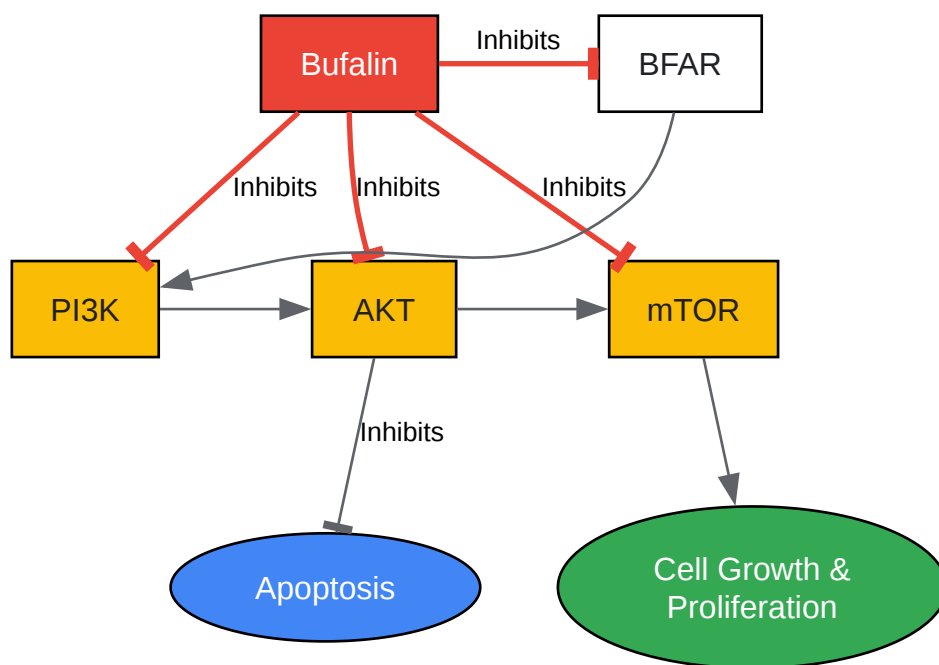 Inhibits
Bufalin
BFAR
Inhibits
Inhibits
Inhibits
PI3K
AKT
mTOR
Inhibits
Apoptosis
Cell Growth &
Proliferation